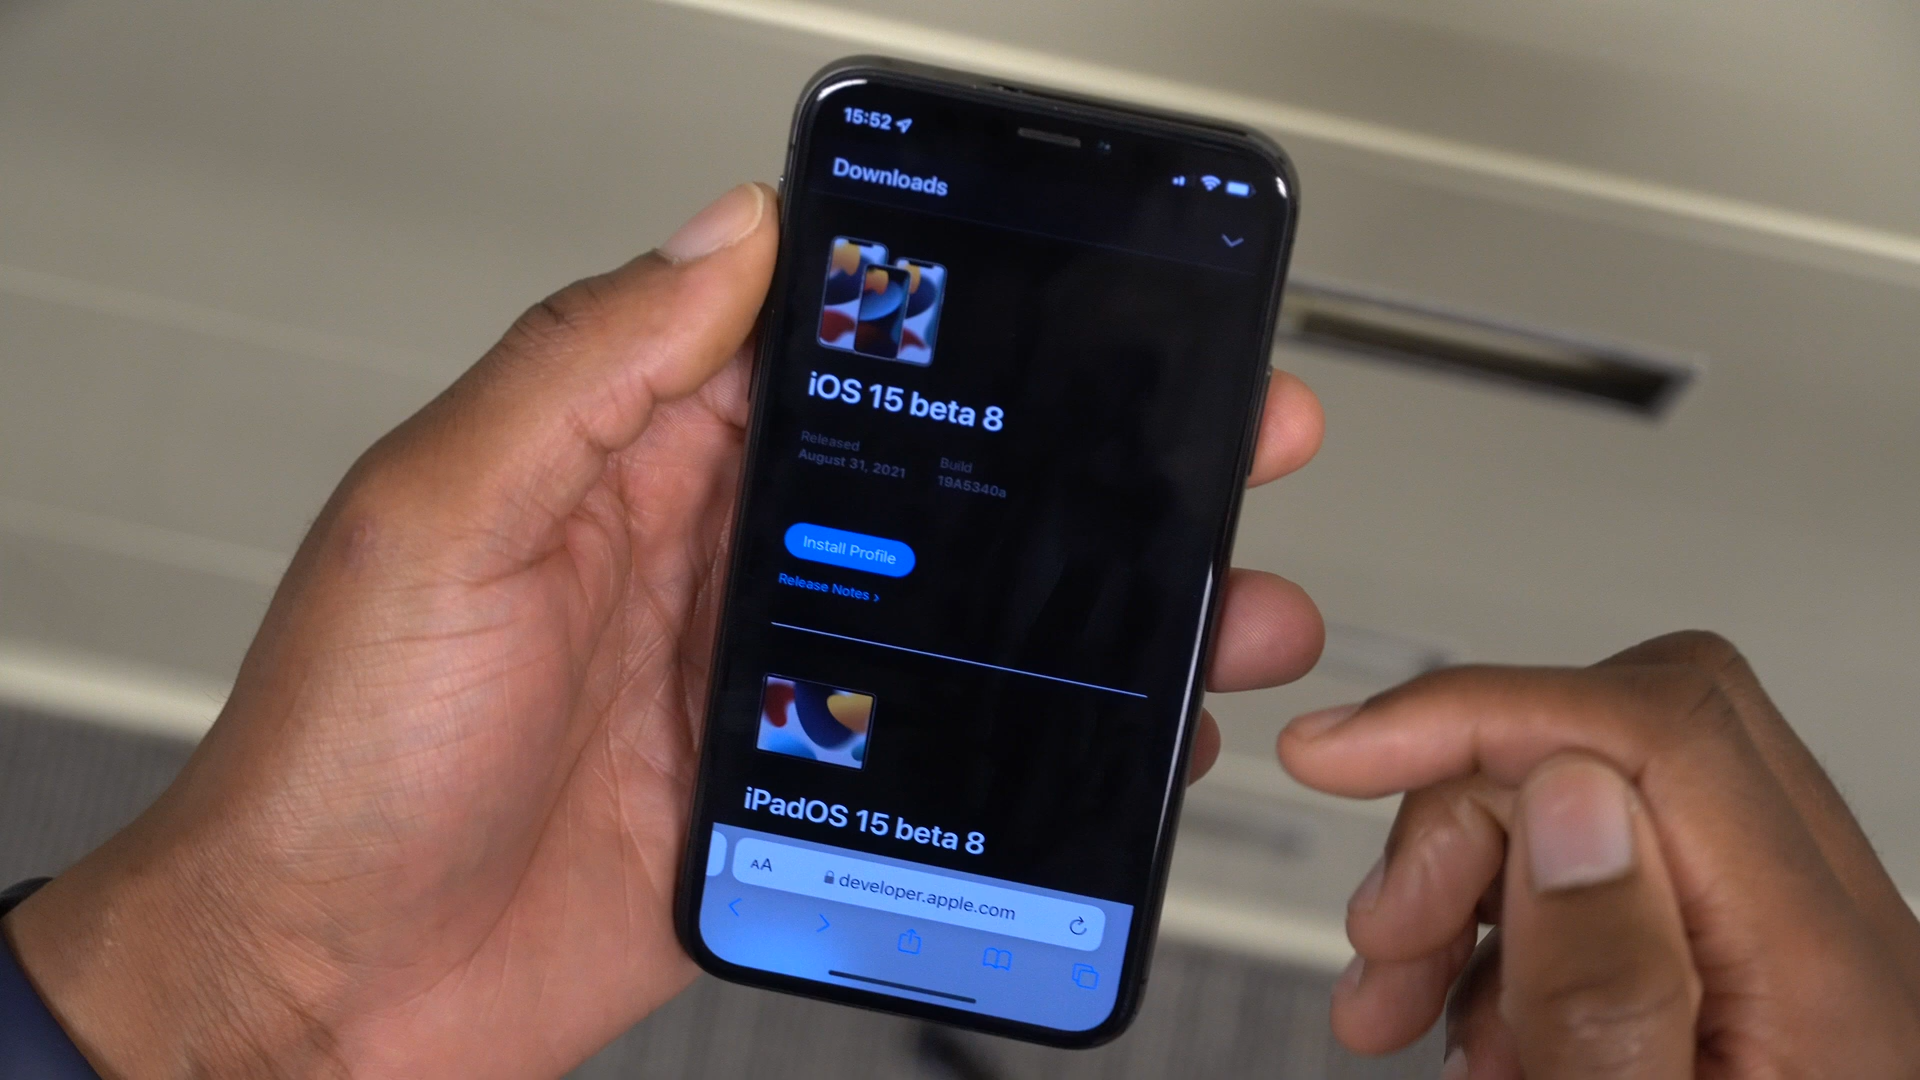 15:52
Downloads
iOS 15 beta 8
Released
August 31, 2021
Build
19A5340a
Install Profile
Release Notes >
iPadOS 15 beta 8
AA
developer.apple.com